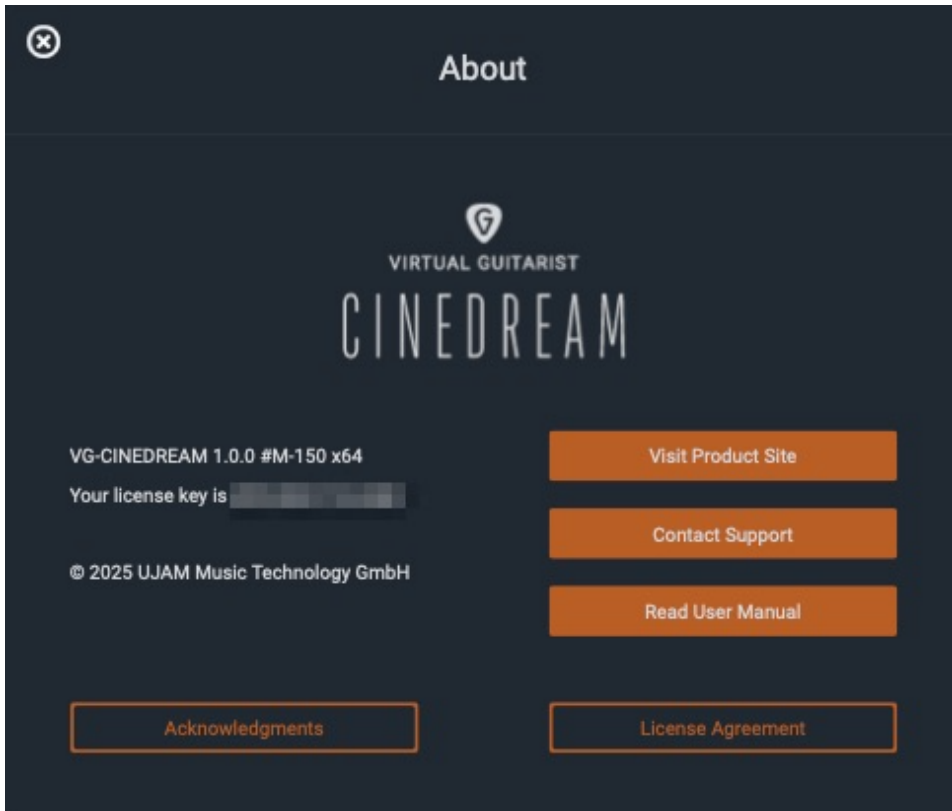 About
G
VIRTUAL GUITARIST
CINEDREAM
VG-CINEDREAM 1.0.0 #M-150 x64
Your license key is
© 2025 UJAM Music Technology GmbH
Visit Product Site
Contact Support
Read User Manual
Acknowledgments
License Agreement